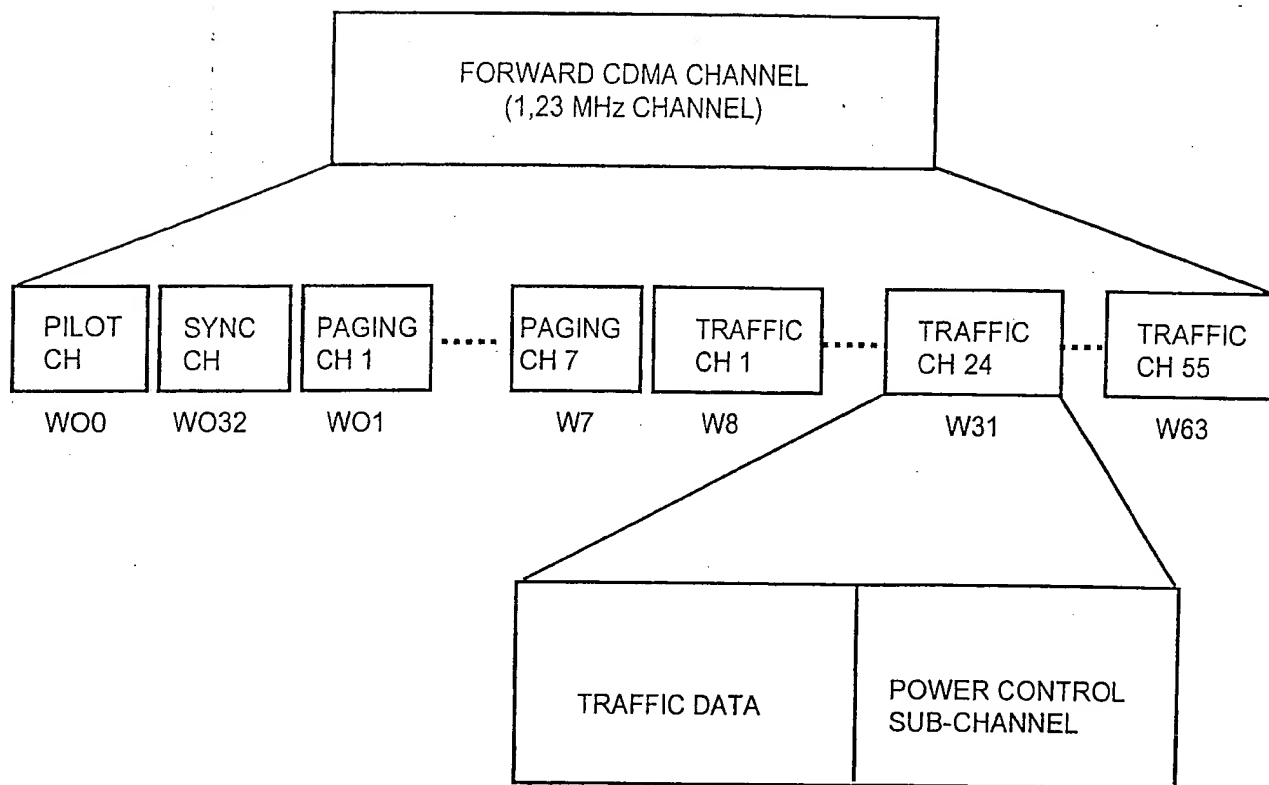 FORWARD CDMA CHANNEL
(1,23 MHz CHANNEL)
PILOT
CH
SYNC
CH
PAGING
CH 1
PAGING
CH 7
TRAFFIC
CH 1
TRAFFIC
CH 24
TRAFFIC
CH 55
WO0
WO32
WO1
W7
W8
W31
W63
TRAFFIC DATA
POWER CONTROL
SUB-CHANNEL